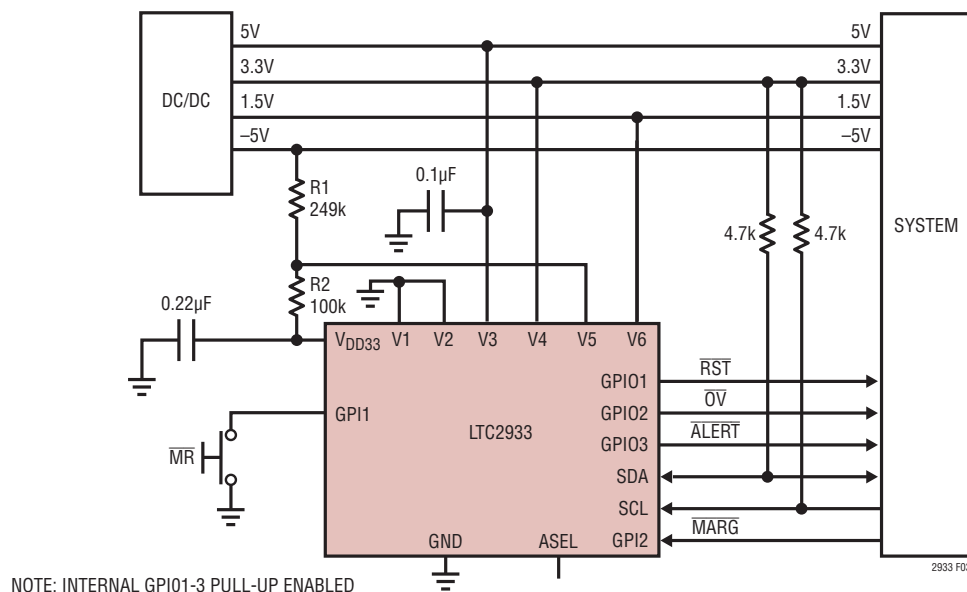 5V
5V
3.3V
3.3V
DC/DC
1.5V
1.5V
–5V
–5V
R1
249k
0.1µF
4.7k
4.7k
SYSTEM
R2
100k
0.22µF
VDD33
V1
V2
V3
V4
V5
V6
GPIO1
RST
GPI1
LTC2933
GPIO2
OV
GPIO3
ALERT
MR
SDA
SCL
GND
ASEL
GPI2
MARG
NOTE: INTERNAL GPI01-3 PULL-UP ENABLED